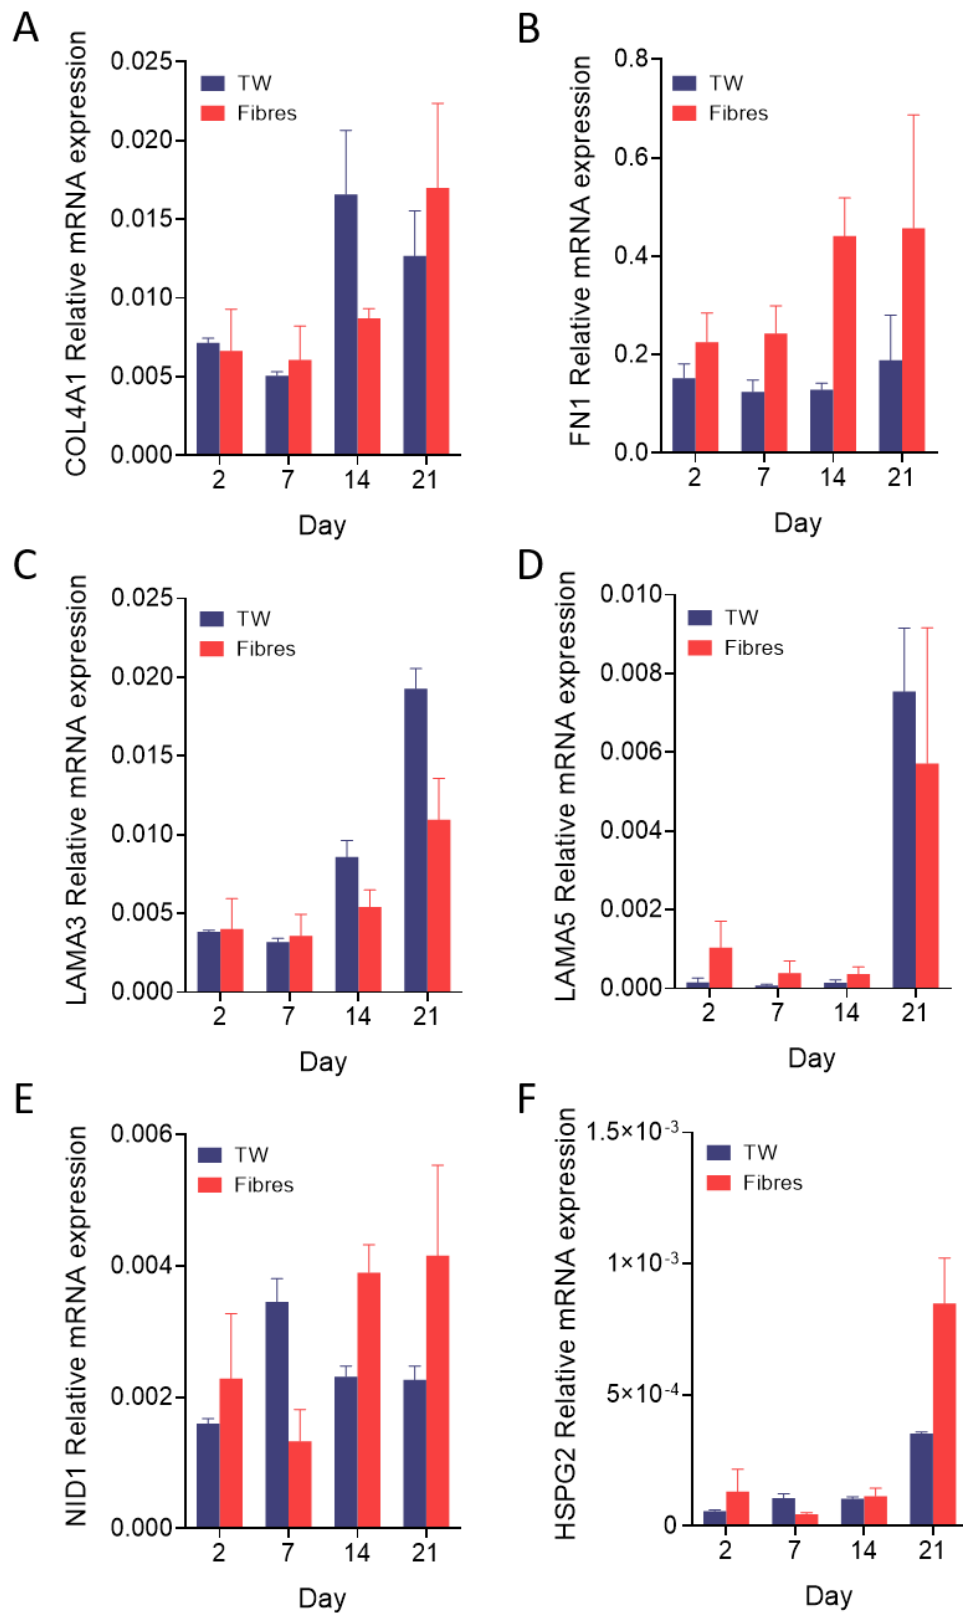 A
COL4A1 Relative mRNA expression
0.025
0.020
0.015
0.010
0.005
0.000
TW
Fibres
2 7 14 21
Day
B
FN1 Relative mRNA expression
0.8
0.6
0.4
0.2
0.0
TW
Fibres
2 7 14 21
Day
C
LAMA3 Relative mRNA expression
0.025
0.020
0.015
0.010
0.005
0.000
TW
Fibres
2 7 14 21
Day
D
LAMA5 Relative mRNA expression
0.010
0.008
0.006
0.004
0.002
0.000
TW
Fibres
2 7 14 21
Day
E
NID1 Relative mRNA expression
0.006
0.004
0.002
0.000
TW
Fibres
2 7 14 21
Day
F
HSPG2 Relative mRNA expression
1.5×10⁻³
1×10⁻³
5×10⁻⁴
0
TW
Fibres
2 7 14 21
Day